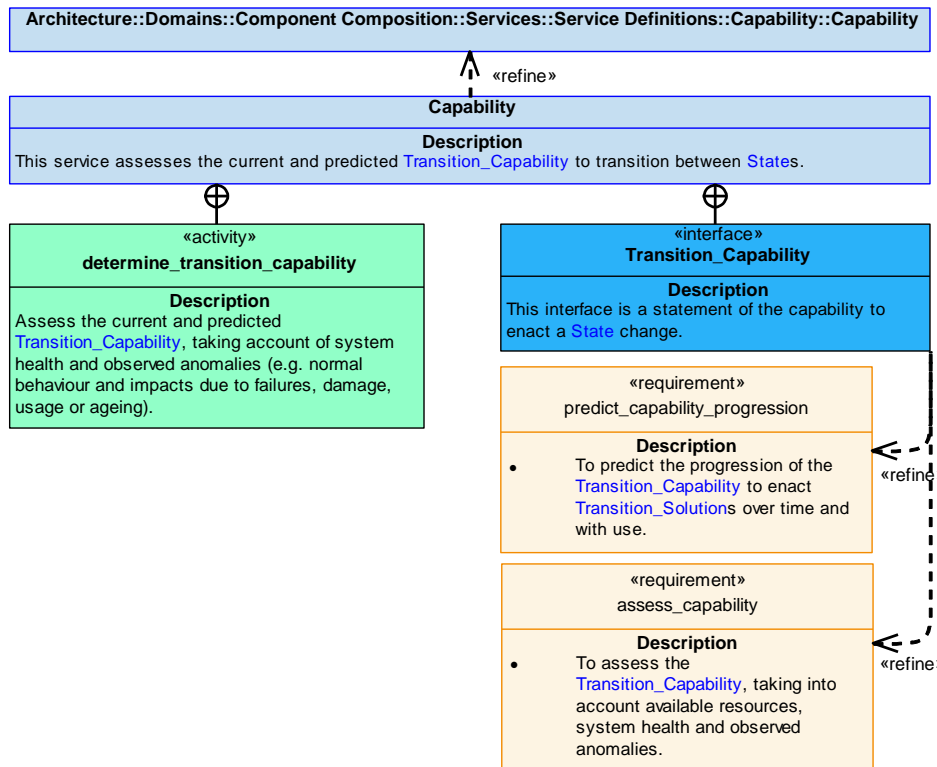 Architecture::Domains::Component Composition::Services::Service Definitions::Capability::Capability
«refine»
Capability
Description
This service assesses the current and predicted Transition_Capability to transition between States.
«activity»
determine_transition_capability
Description
Assess the current and predicted
Transition_Capability, taking account of system
health and observed anomalies (e.g. normal
behaviour and impacts due to failures, damage,
usage or ageing).
«interface»
Transition_Capability
Description
This interface is a statement of the capability to
enact a State change.
«requirement»
predict_capability_progression
Description
• To predict the progression of the
Transition_Capability to enact
Transition_Solutions over time and
with use.
«refine
«requirement»
assess_capability
Description
• To assess the
Transition_Capability, taking into
account available resources,
system health and observed
anomalies.
«refine»